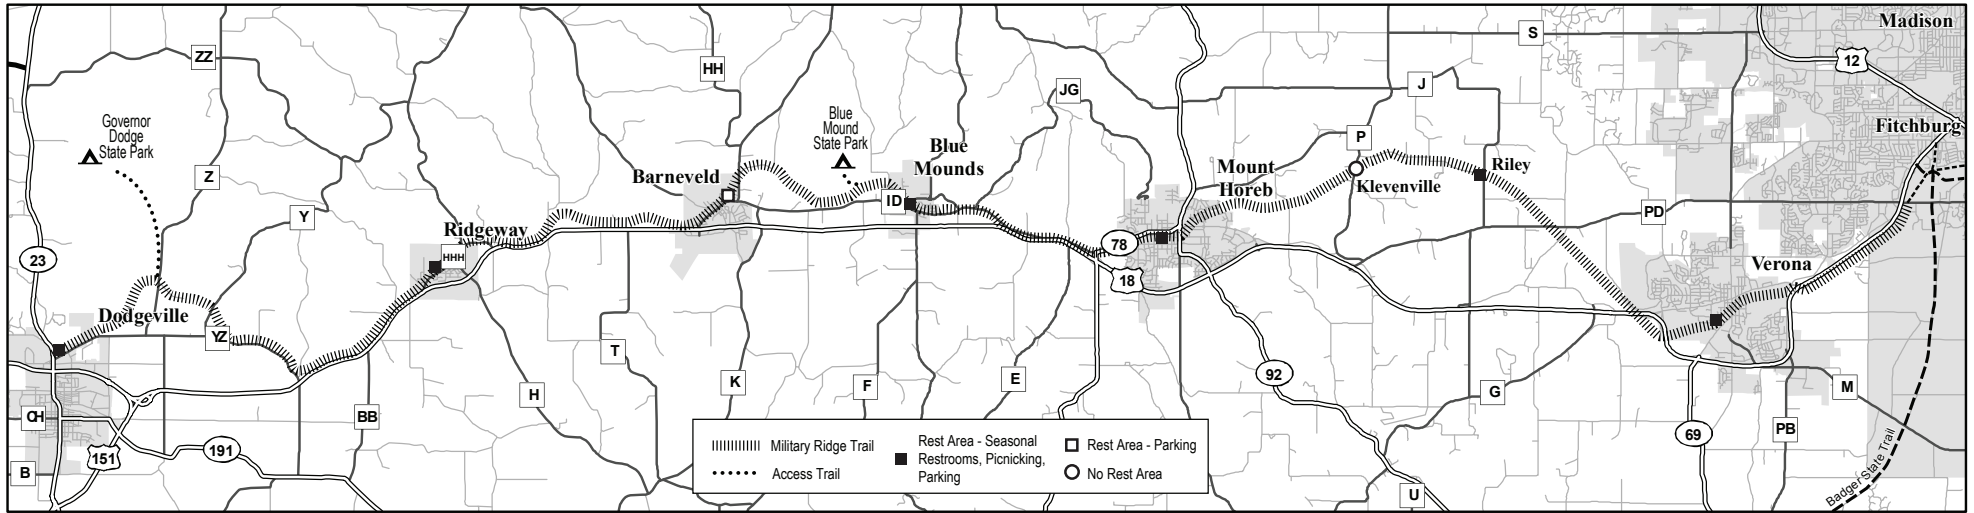 Madison
S
12
ZZ
HH
JG
J
Governor
Dodge
State Park
Blue
Mound
State Park
Fitchburg
P
Blue
Mounds
Mount
Horeb
Riley
Klevenville
Z
Barneveld
ID
Y
PD
Ridgeway
HHH
78
23
18
Verona
Dodgeville
YZ
T
K
F
E
92
H
G
M
CH
BB
69
PB
151
191
B
U
Military Ridge Trail
Access Trail
Rest Area - Seasonal
Restrooms, Picnicking,
Parking
Rest Area - Parking
No Rest Area
Badger State Trail